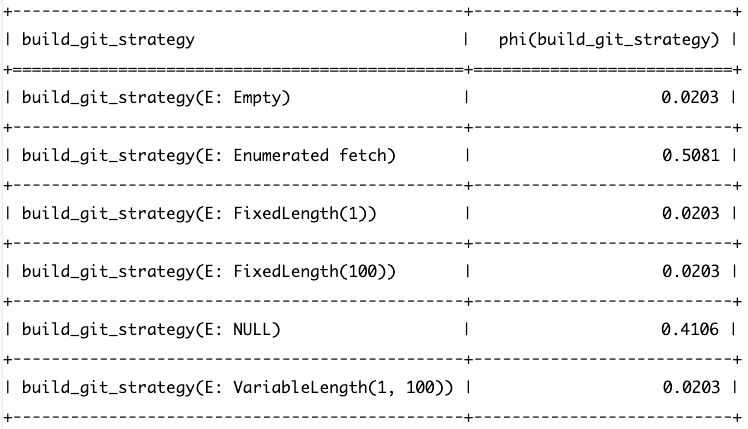 +-----------------------------------------------+---------------------------+
| build_git_strategy | phi(build_git_strategy) |
+===============================================+===========================+
| build_git_strategy(E: Empty) | 0.0203 |
+-----------------------------------------------+---------------------------+
| build_git_strategy(E: Enumerated fetch) | 0.5081 |
+-----------------------------------------------+---------------------------+
| build_git_strategy(E: FixedLength(1)) | 0.0203 |
+-----------------------------------------------+---------------------------+
| build_git_strategy(E: FixedLength(100)) | 0.0203 |
+-----------------------------------------------+---------------------------+
| build_git_strategy(E: NULL) | 0.4106 |
+-----------------------------------------------+---------------------------+
| build_git_strategy(E: VariableLength(1, 100)) | 0.0203 |
+-----------------------------------------------+---------------------------+